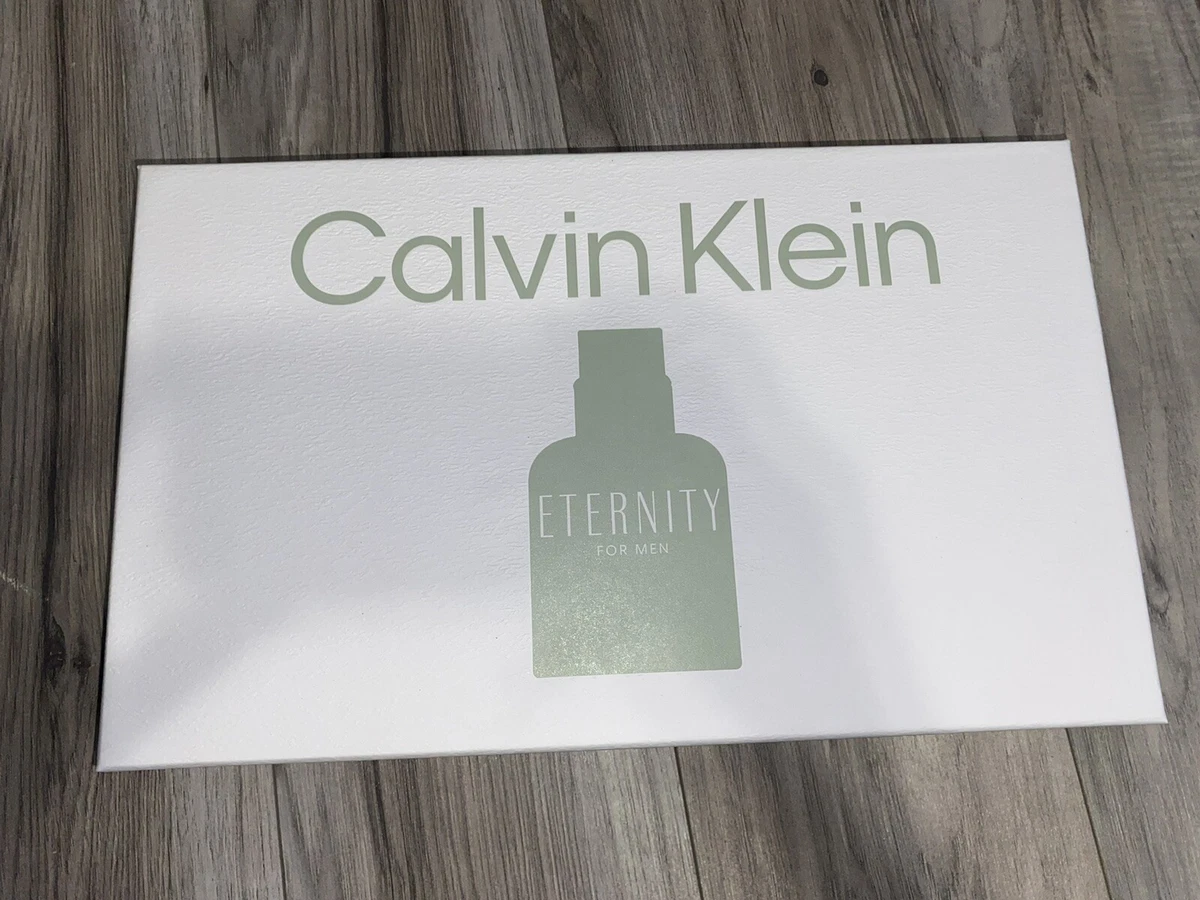 Calvin Klein
ETERNITY
FOR MEN